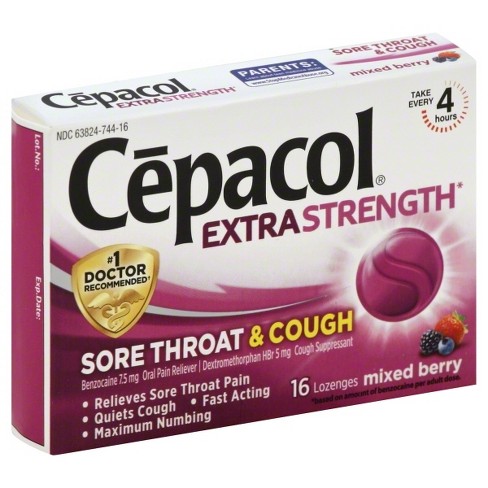 Cēpacol
EXTRASTRENGTH*
PARENTS:
SORE THROAT
& COUGH
mixed berry
NDC 63824-744-16
TAKE
EVERY 4
hours
Lot.No.:
Exp.Date:
Cēpacol®
EXTRASTRENGTH*
#1
DOCTOR
RECOMMENDED†
SORE THROAT & COUGH
Benzocaine 7.5 mg Oral Pain Reliever | Dextromethorphan HBr 5 mg Cough Suppressant
• Relieves Sore Throat Pain
• Quiets Cough • Fast Acting
• Maximum Numbing
16 Lozenges mixed berry
*based on amount of benzocaine per adult dose.